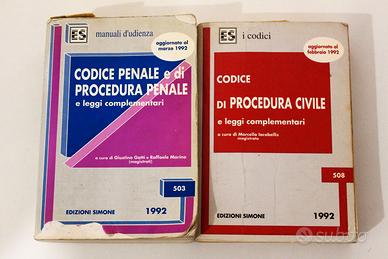 ES manuali d'udienza
aggiornato al
marzo 1992
CODICE PENALE e di
PROCEDURA PENALE
e leggi complementari
a cura di Giustino Gatti e Raffaele Marino
(magistrati)
503
EDIZIONI SIMONE 1992
ES i codici
aggiornato al
febbraio 1992
CODICE
DI PROCEDURA CIVILE
e leggi complementari
a cura di Marcello Iacobellis
magistrato
508
EDIZIONI SIMONE 1992
subito